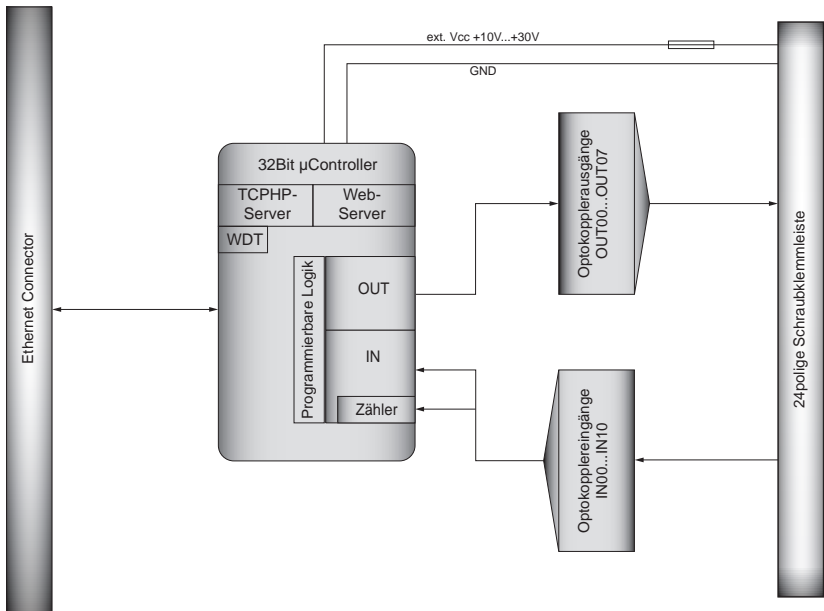 ext. Vcc +10V...+30V
GND
Ethernet Connector
32Bit µController
TCPHP-
Server
Web-
Server
WDT
Programmierbare Logik
OUT
IN
Zähler
Optokopplerausgänge
OUT00...OUT07
Optokopplereingänge
IN00...IN10
24polige Schraubklemmleiste